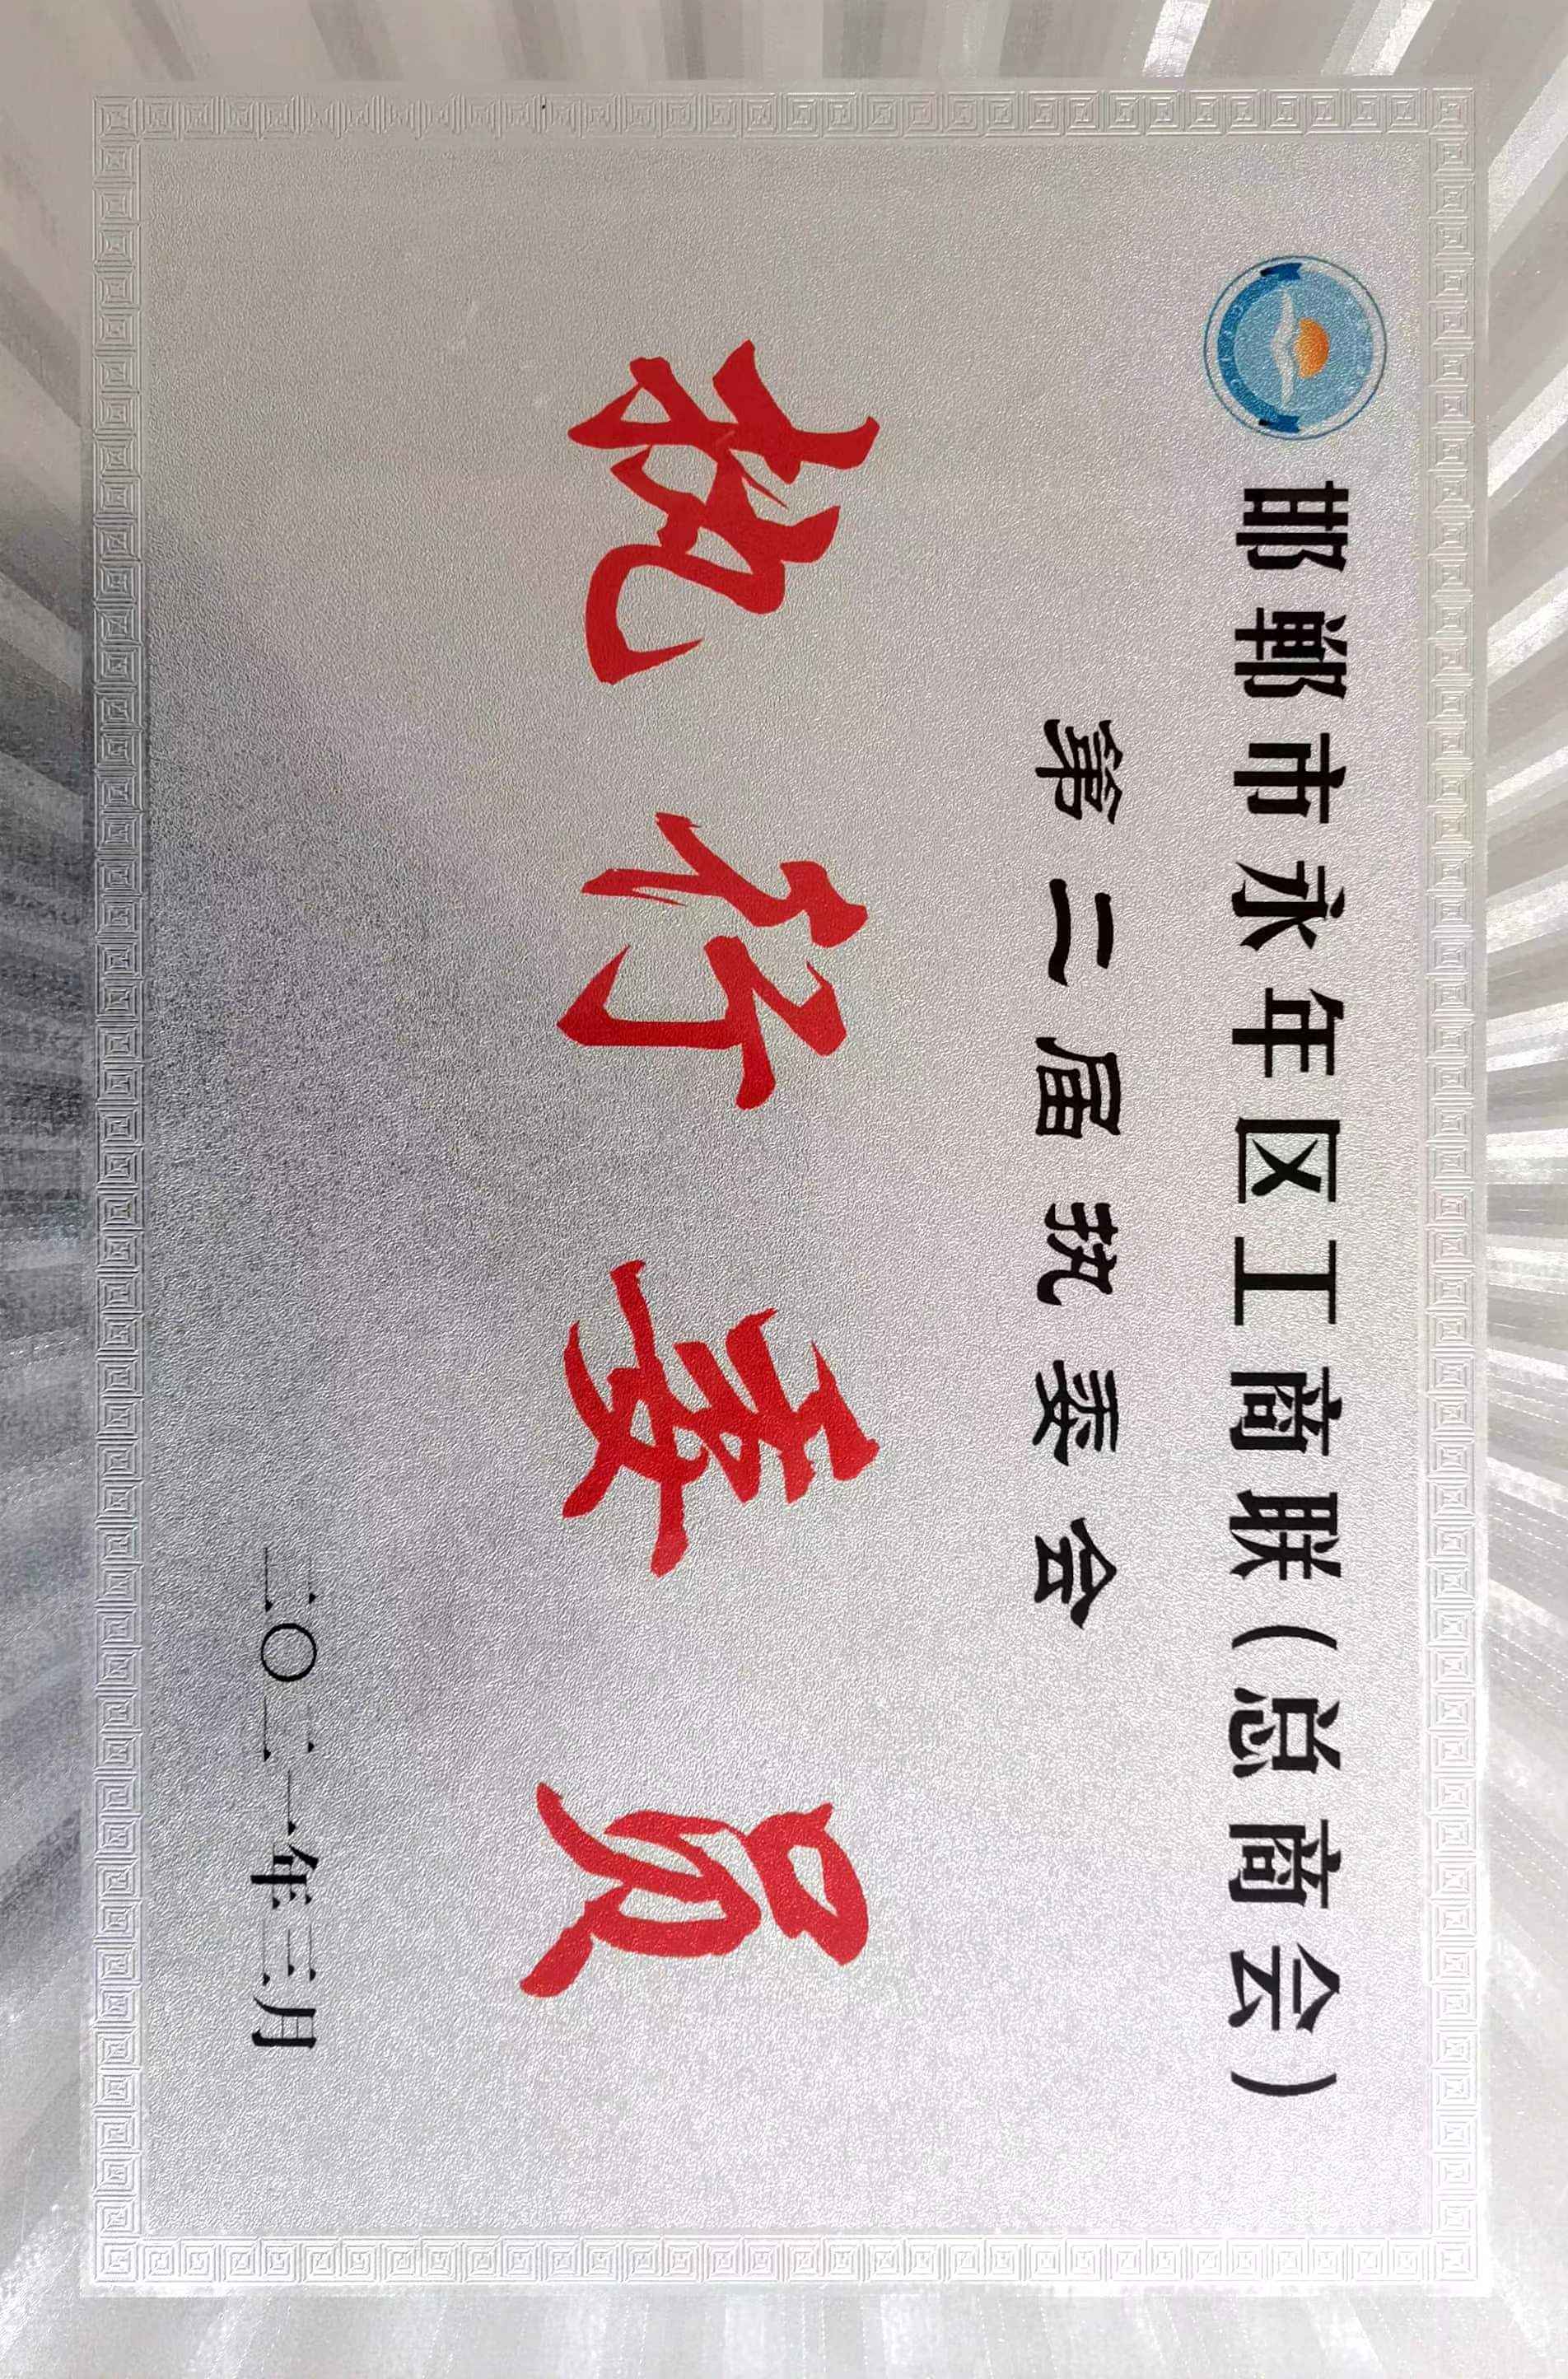 邯郸市永年区工商联(总商会)
第二届执委会
执行委员
二〇二一年三月